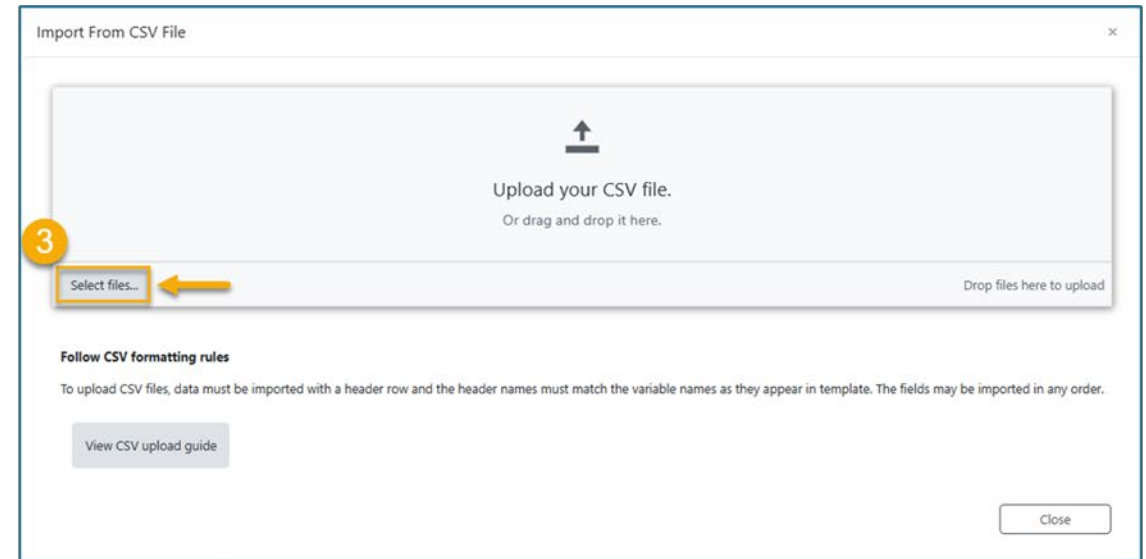 Import From CSV File ×
Upload your CSV file.
Or drag and drop it here.
3
Select files... Drop files here to upload
Follow CSV formatting rules
To upload CSV files, data must be imported with a header row and the header names must match the variable names as they appear in template. The fields may be imported in any order.
View CSV upload guide
Close